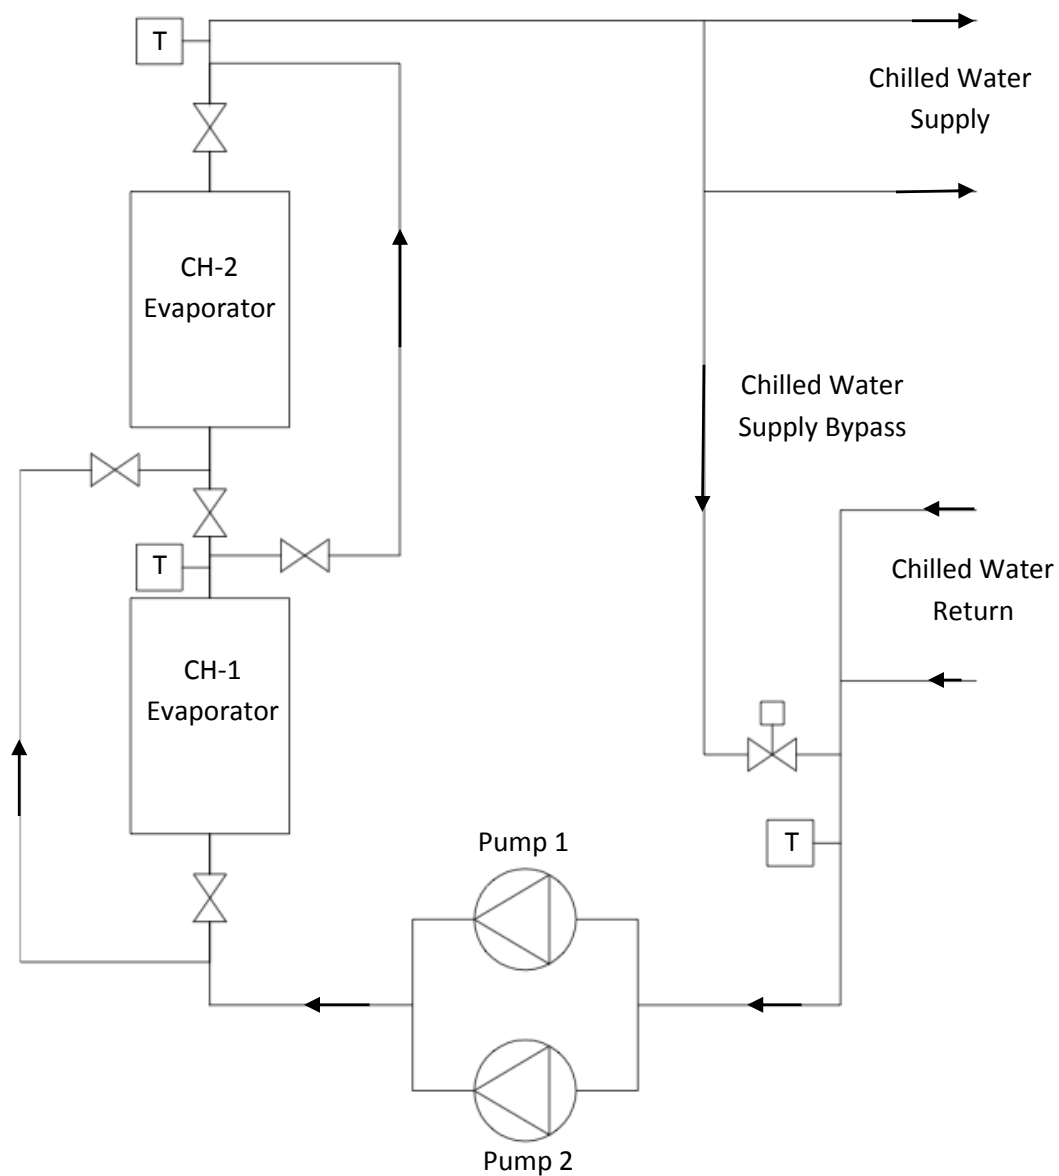 T
Chilled Water
Supply
CH-2
Evaporator
Chilled Water
Supply Bypass
T
Chilled Water
Return
CH-1
Evaporator
T
Pump 1
Pump 2